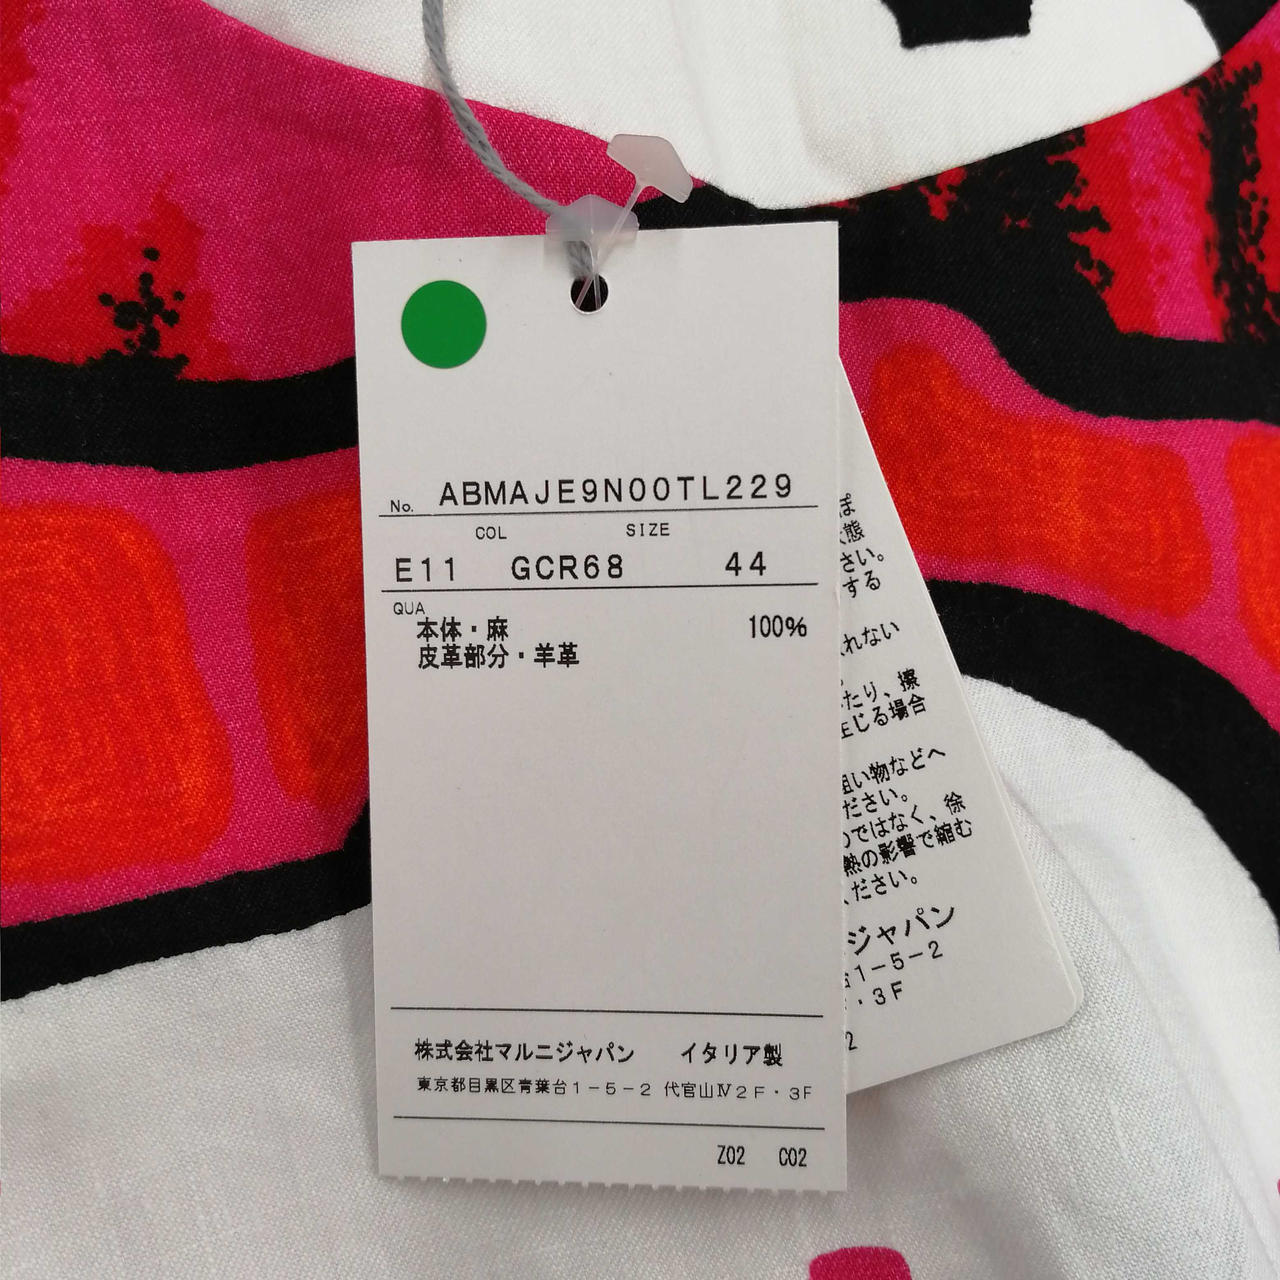 No. ABMAJE9N00TL229
COL SIZE
E11 GCR68 44
QUA
本体・麻 100%
皮革部分・羊革
株式会社マルニジャパン イタリア製
東京都目黒区青葉台1-5-2 代官山Ⅳ2F・3F
Z02 C02
ぽ
態
さい。
する
れない
たり、擦
じる場合
い物などへ
ださい。
ではなく、徐
熱の影響で縮む
ください。
ジャパン
1-5-2
・3F
2